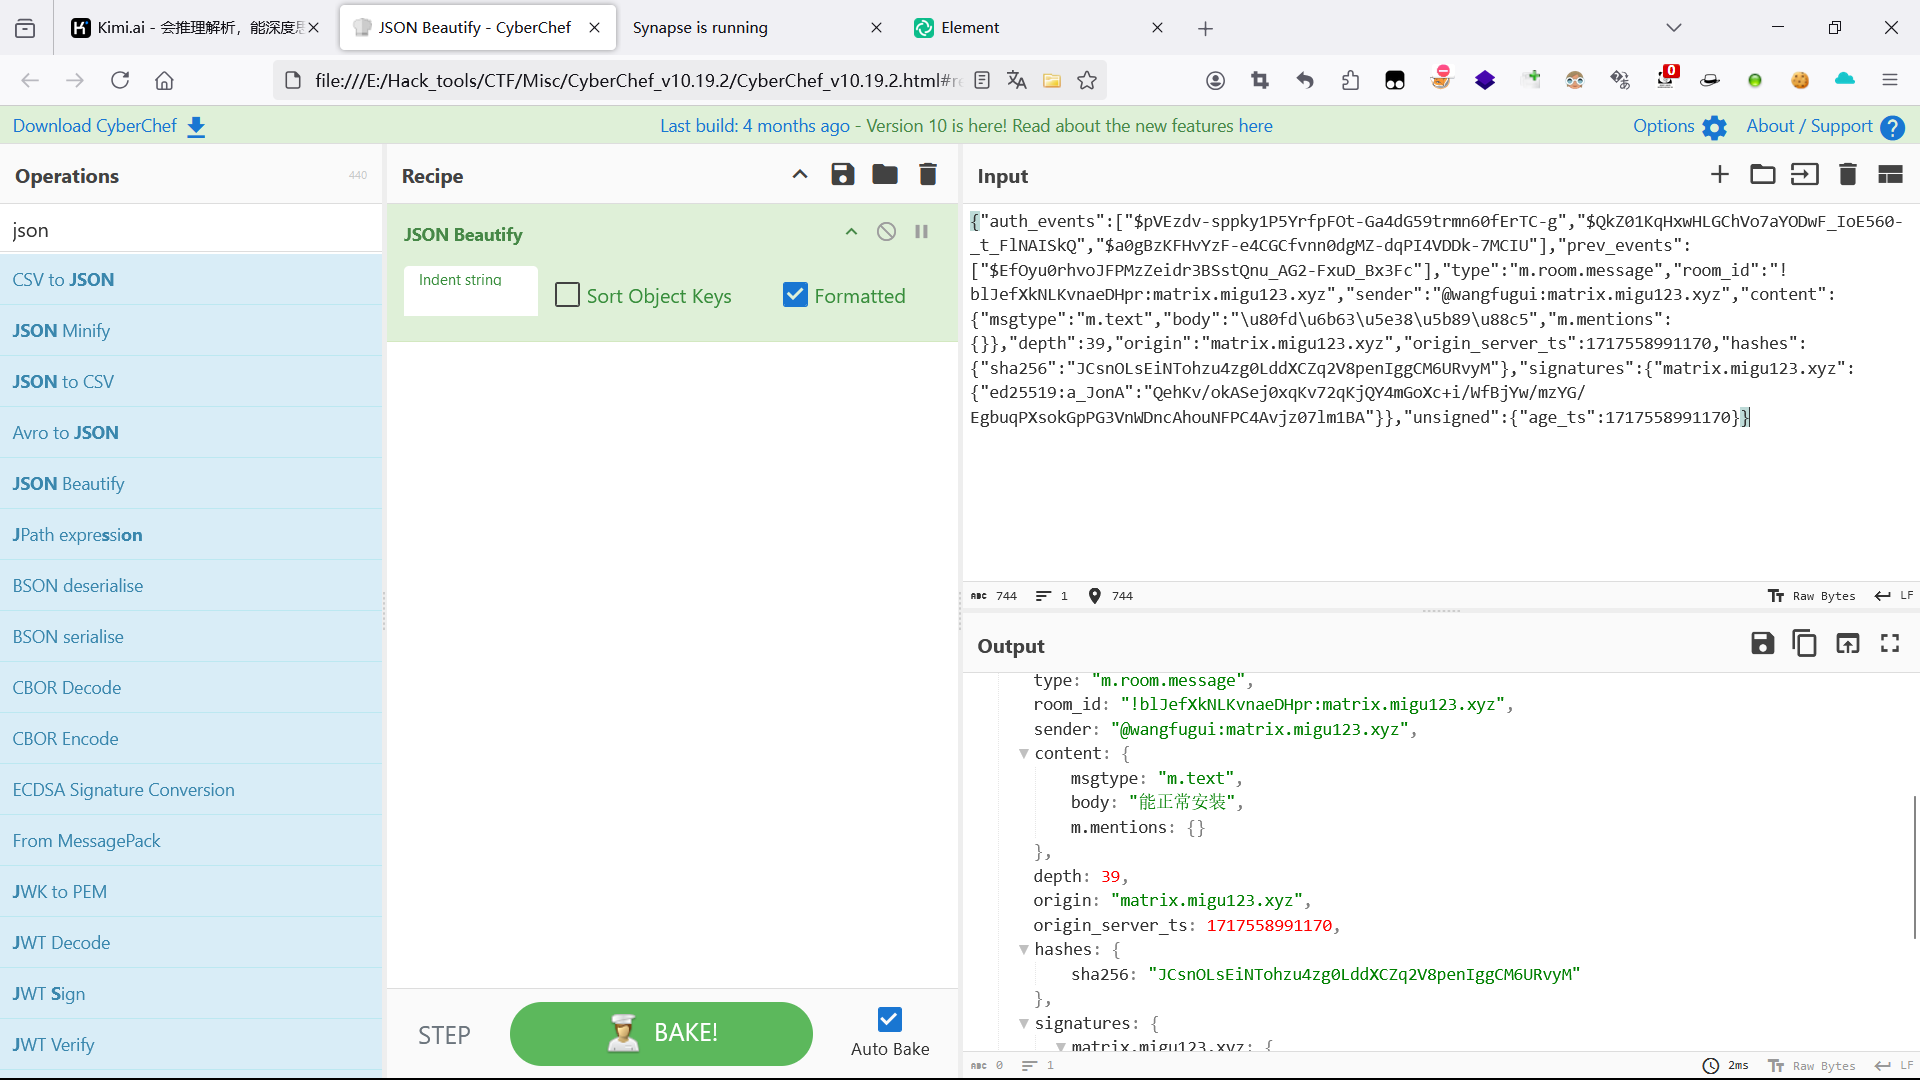 Kimi.ai - 会推理解析，能深度思
JSON Beautify - CyberChef
Synapse is running
Element
file:///E:/Hack_tools/CTF/Misc/CyberChef_v10.19.2/CyberChef_v10.19.2.html#re
0
Download CyberChef
Last build: 4 months ago - Version 10 is here! Read about the new features here
Options
About / Support
Operations
440
json
CSV to JSON
JSON Minify
JSON to CSV
Avro to JSON
JSON Beautify
JPath expression
BSON deserialise
BSON serialise
CBOR Decode
CBOR Encode
ECDSA Signature Conversion
From MessagePack
JWK to PEM
JWT Decode
JWT Sign
JWT Verify
Recipe
JSON Beautify
Indent string
Sort Object Keys
Formatted
STEP
BAKE!
Auto Bake
Input
{"auth_events":["$pVEzdv-sppky1P5YrfpFOt-Ga4dG59trmn60fErTC-g","$QkZ01KqHxwHLGChVo7aYODwF_IoE560-
_t_FlNAISkQ","$a0gBzKFHvYzF-e4CGCfvnn0dgMZ-dqPI4VDDk-7MCIU"],"prev_events":
["$EfOyu0rhvoJFPMzZeidr3BSstQnu_AG2-FxuD_Bx3Fc"],"type":"m.room.message","room_id":"!
blJefXkNLKvnaeDHpr:matrix.migu123.xyz","sender":"@wangfugui:matrix.migu123.xyz","content":
{"msgtype":"m.text","body":"\u80fd\u6b63\u5e38\u5b89\u88c5","m.mentions":
{}},"depth":39,"origin":"matrix.migu123.xyz","origin_server_ts":1717558991170,"hashes":
{"sha256":"JCsnOLsEiNTohzu4zg0LddXCZq2V8penIggCM6URvyM"},"signatures":{"matrix.migu123.xyz":
{"ed25519:a_JonA":"QehKv/okASej0xqKv72qKjQY4mGoXc+i/WfBjYw/mzYG/
EgbuqPXsokGpPG3VnWDncAhouNFPC4Avjz07lm1BA"}},"unsigned":{"age_ts":1717558991170}}
ABC 744 1 744
Raw Bytes LF
Output
type: "m.room.message",
room_id: "!blJefXkNLKvnaeDHpr:matrix.migu123.xyz",
sender: "@wangfugui:matrix.migu123.xyz",
content: {
msgtype: "m.text",
body: "能正常安装",
m.mentions: {}
},
depth: 39,
origin: "matrix.migu123.xyz",
origin_server_ts: 1717558991170,
hashes: {
sha256: "JCsnOLsEiNTohzu4zg0LddXCZq2V8penIggCM6URvyM"
},
signatures: {
matrix.migu123.xyz: {
ABC 0 1
2ms Raw Bytes LF